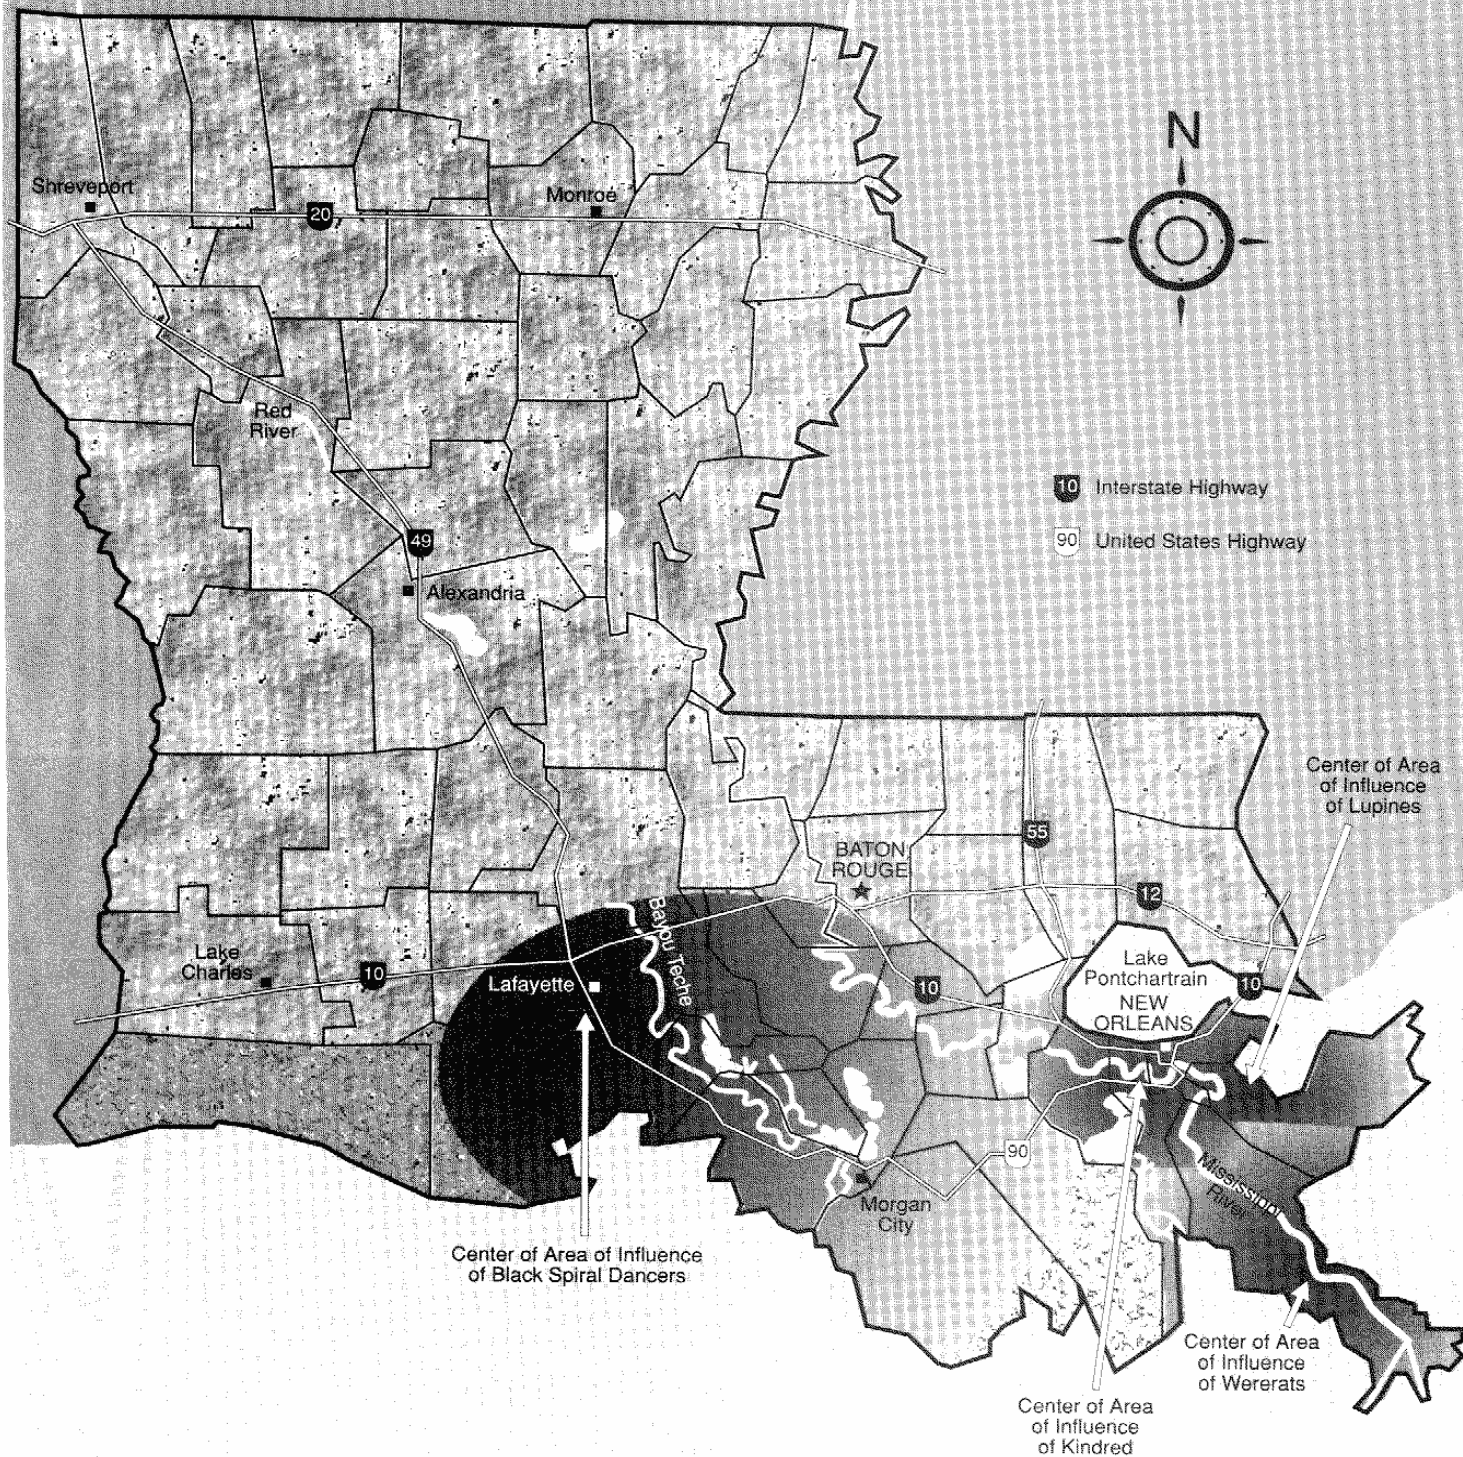 N
Shreveport
Monroe
20
Red
River
10 Interstate Highway
90 United States Highway
49
Alexandria
Center of Area
of Influence
of Lupines
55
BATON
ROUGE
12
Bayou Teche
Lake
Charles
10
Lafayette
10
Lake
Pontchartrain
NEW
ORLEANS
10
90
Mississippi
River
Morgan
City
Center of Area of Influence
of Black Spiral Dancers
Center of Area
of Influence
of Wererats
Center of Area
of Influence
of Kindred